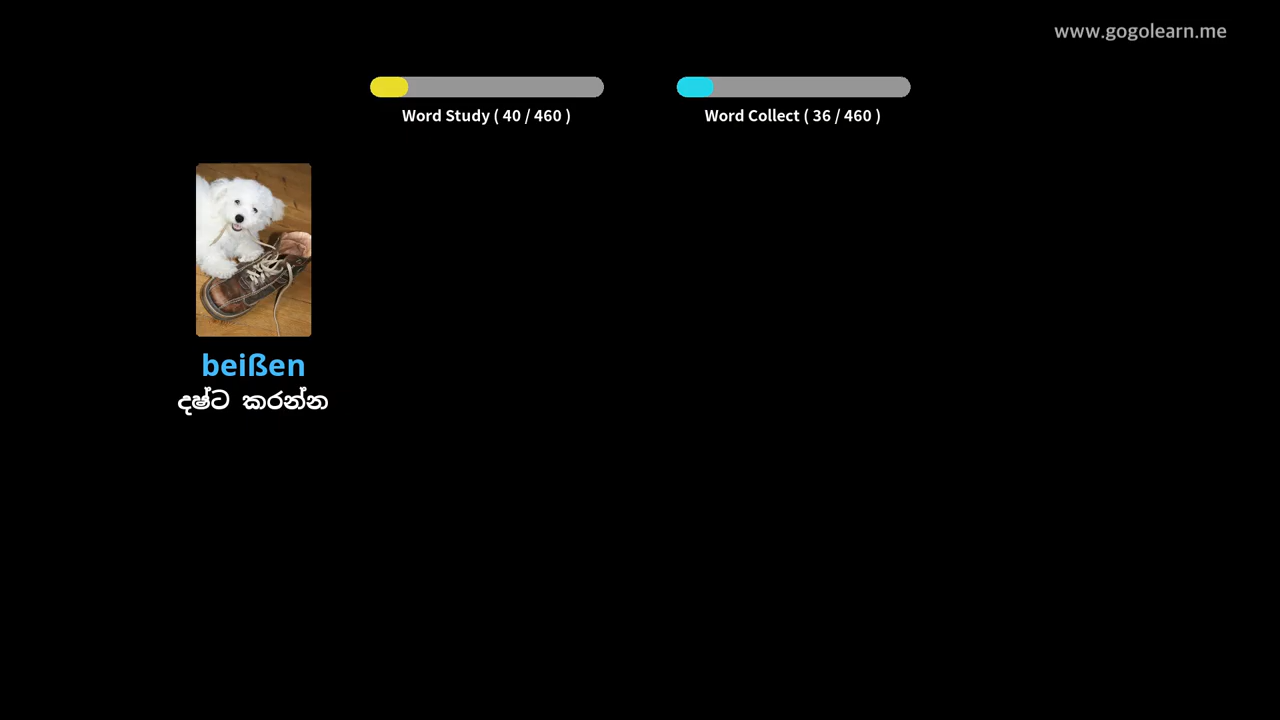 www.gogolearn.me
Word Study ( 40 / 460 )
Word Collect ( 36 / 460 )
beißen
දෂ්ට කරන්න